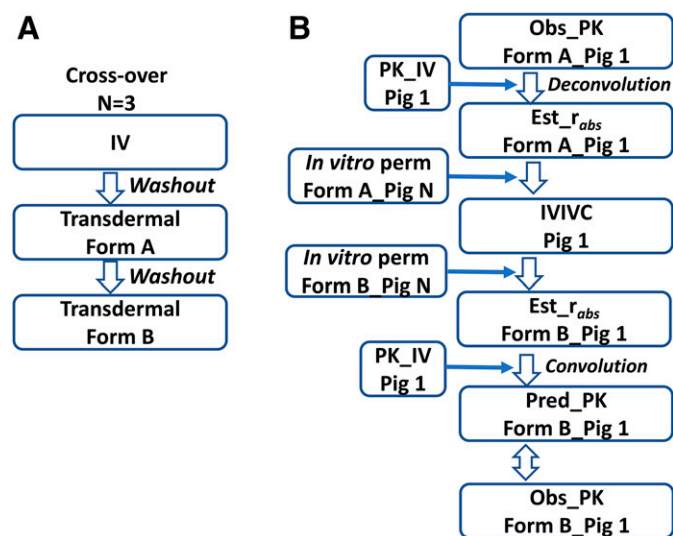 A
Cross-over
N=3
IV
Washout
Transdermal
Form A
Washout
Transdermal
Form B
B
Obs_PK
Form A_Pig 1
PK_IV
Pig 1
Deconvolution
Est_rabs
Form A_Pig 1
In vitro perm
Form A_Pig N
IVIVC
Pig 1
In vitro perm
Form B_Pig N
Est_rabs
Form B_Pig 1
PK_IV
Pig 1
Convolution
Pred_PK
Form B_Pig 1
Obs_PK
Form B_Pig 1